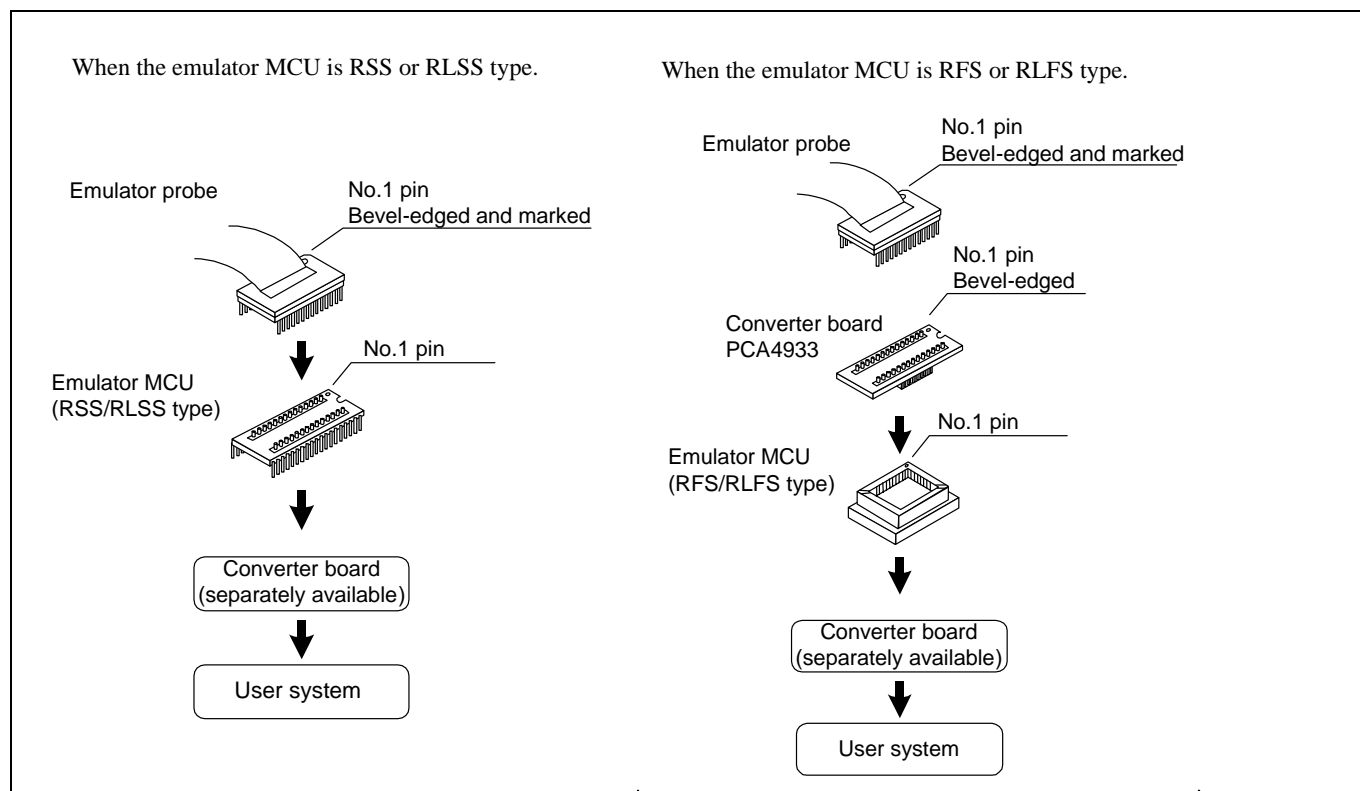 When the emulator MCU is RSS or RLSS type.
Emulator probe
No.1 pin
Bevel-edged and marked
No.1 pin
Emulator MCU
(RSS/RLSS type)
Converter board
(separately available)
User system
When the emulator MCU is RFS or RLFS type.
Emulator probe
No.1 pin
Bevel-edged and marked
No.1 pin
Bevel-edged
Converter board
PCA4933
No.1 pin
Emulator MCU
(RFS/RLFS type)
Converter board
(separately available)
User system